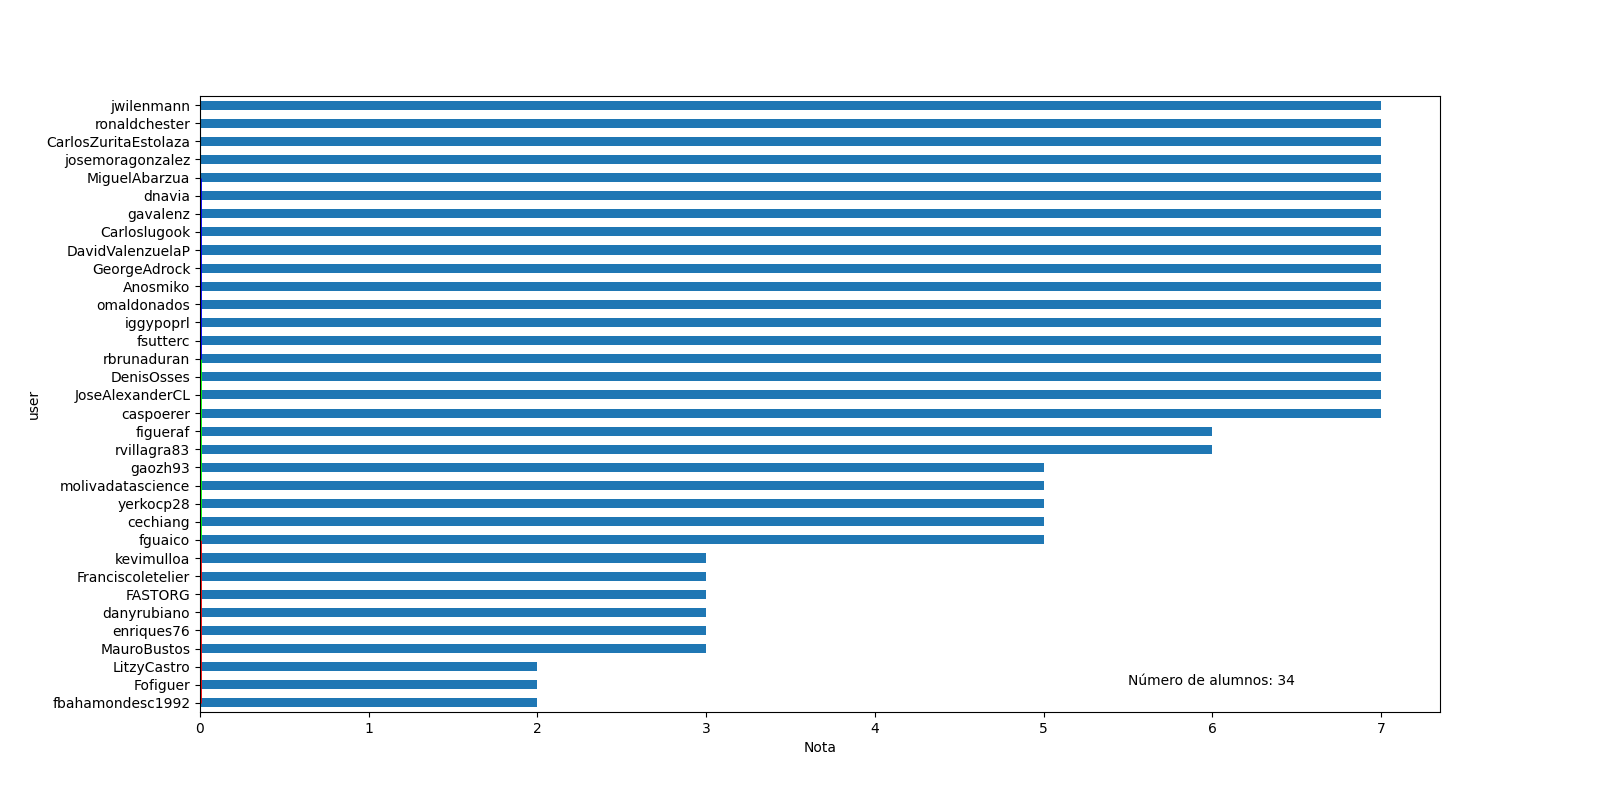 jwilenmann
ronaldchester
CarlosZuritaEstolaza
josemoragonzalez
MiguelAbarzua
dnavia
gavalenz
Carloslugook
DavidValenzuelaP
GeorgeAdrock
Anosmiko
omaldonados
iggypoprl
fsutterc
rbrunaduran
DenisOsses
JoseAlexanderCL
caspoerer
figueraf
rvillagra83
gaozh93
molivadatascience
yerkocp28
cechiang
fguaico
kevimulloa
Franciscoletelier
FASTORG
danyrubiano
enriques76
MauroBustos
LitzyCastro
Fofiguer
fbahamondesc1992
user
Número de alumnos: 34
0 1 2 3 4 5 6 7
Nota